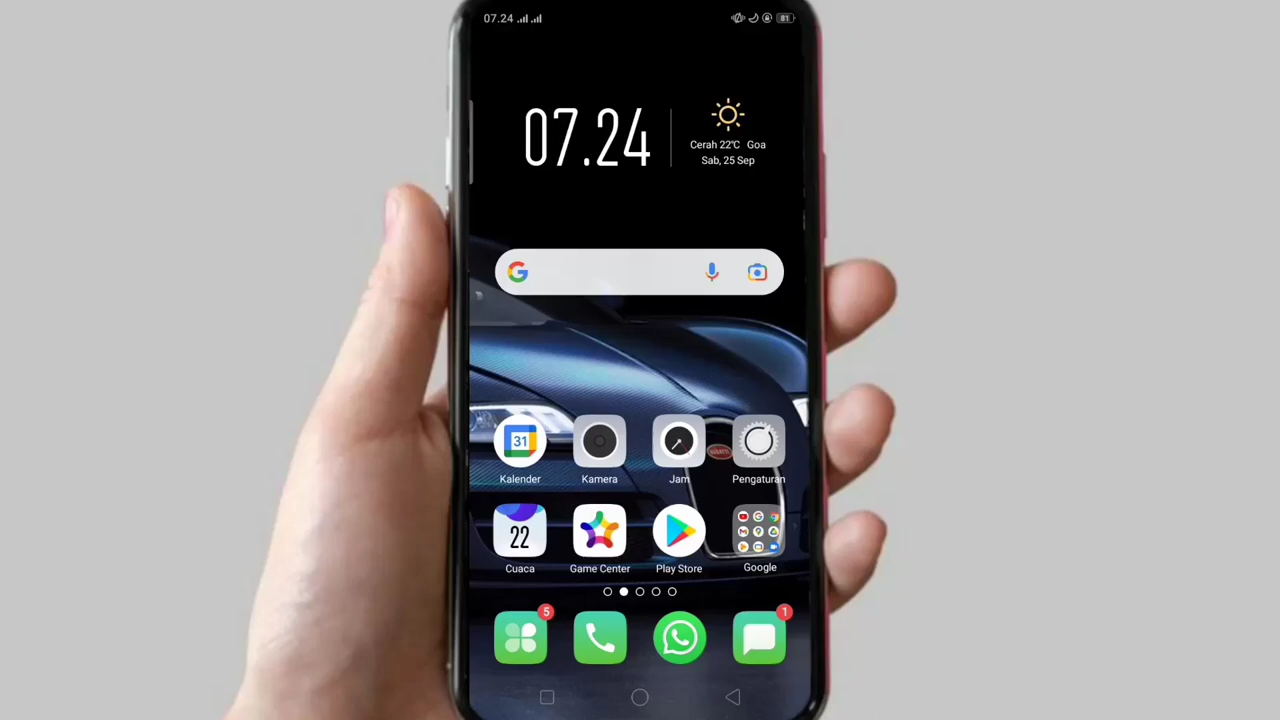 07.24
81
07.24
Cerah 22℃ Goa
Sab, 25 Sep
31
Kalender
Kamera
Jam
Pengaturan
22
Cuaca
Game Center
Play Store
Google
5
1